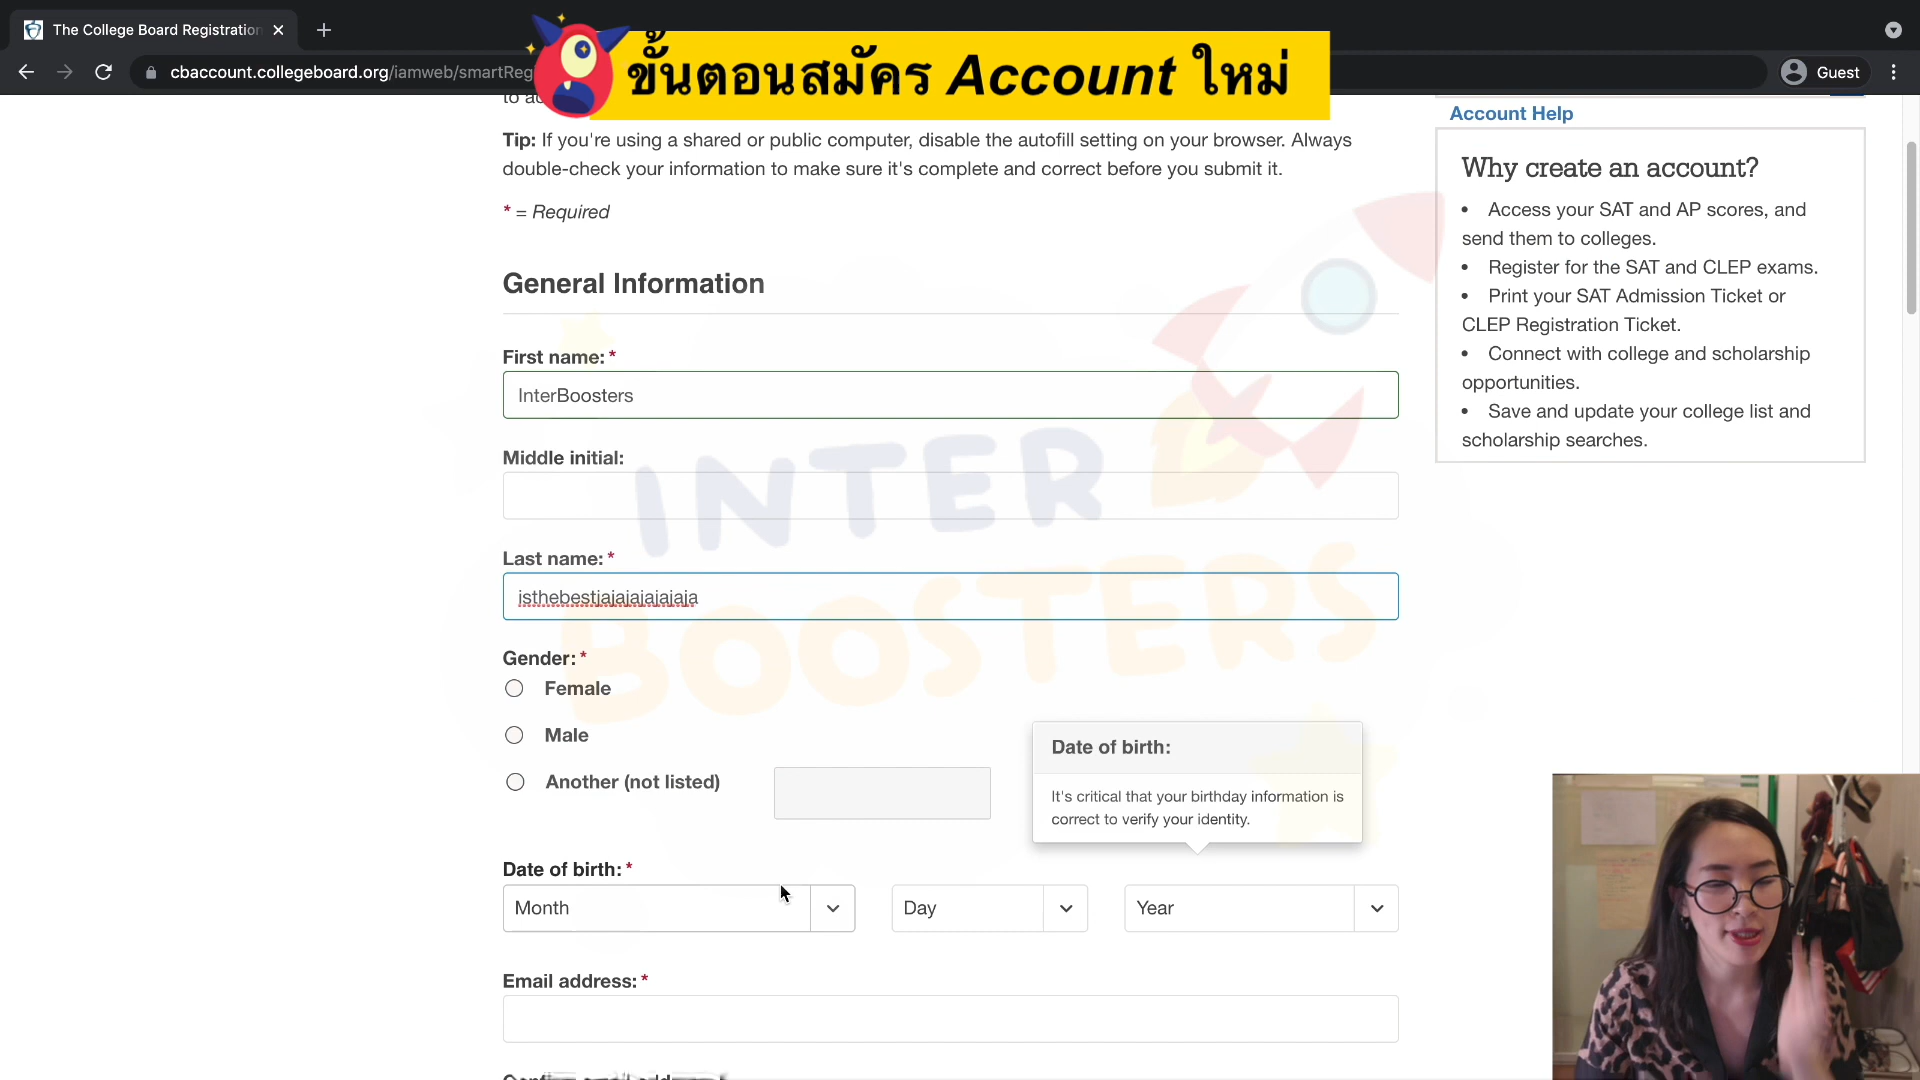 The College Board Registration
ขั้นตอนสมัคร Account ใหม่
cbaccount.collegeboard.org/iamweb/smartReg
Guest
Tip: If you're using a shared or public computer, disable the autofill setting on your browser. Always
double-check your information to make sure it's complete and correct before you submit it.
* = Required
General Information
First name: *
InterBoosters
Middle initial:
Last name: *
isthebestjajajajajajaja
Gender: *
Female
Male
Another (not listed)
Date of birth:
It's critical that your birthday information is
correct to verify your identity.
Date of birth: *
Month
Day
Year
Email address: *
Account Help
Why create an account?
• Access your SAT and AP scores, and
send them to colleges.
• Register for the SAT and CLEP exams.
• Print your SAT Admission Ticket or
CLEP Registration Ticket.
• Connect with college and scholarship
opportunities.
• Save and update your college list and
scholarship searches.
INTER
BOOSTERS